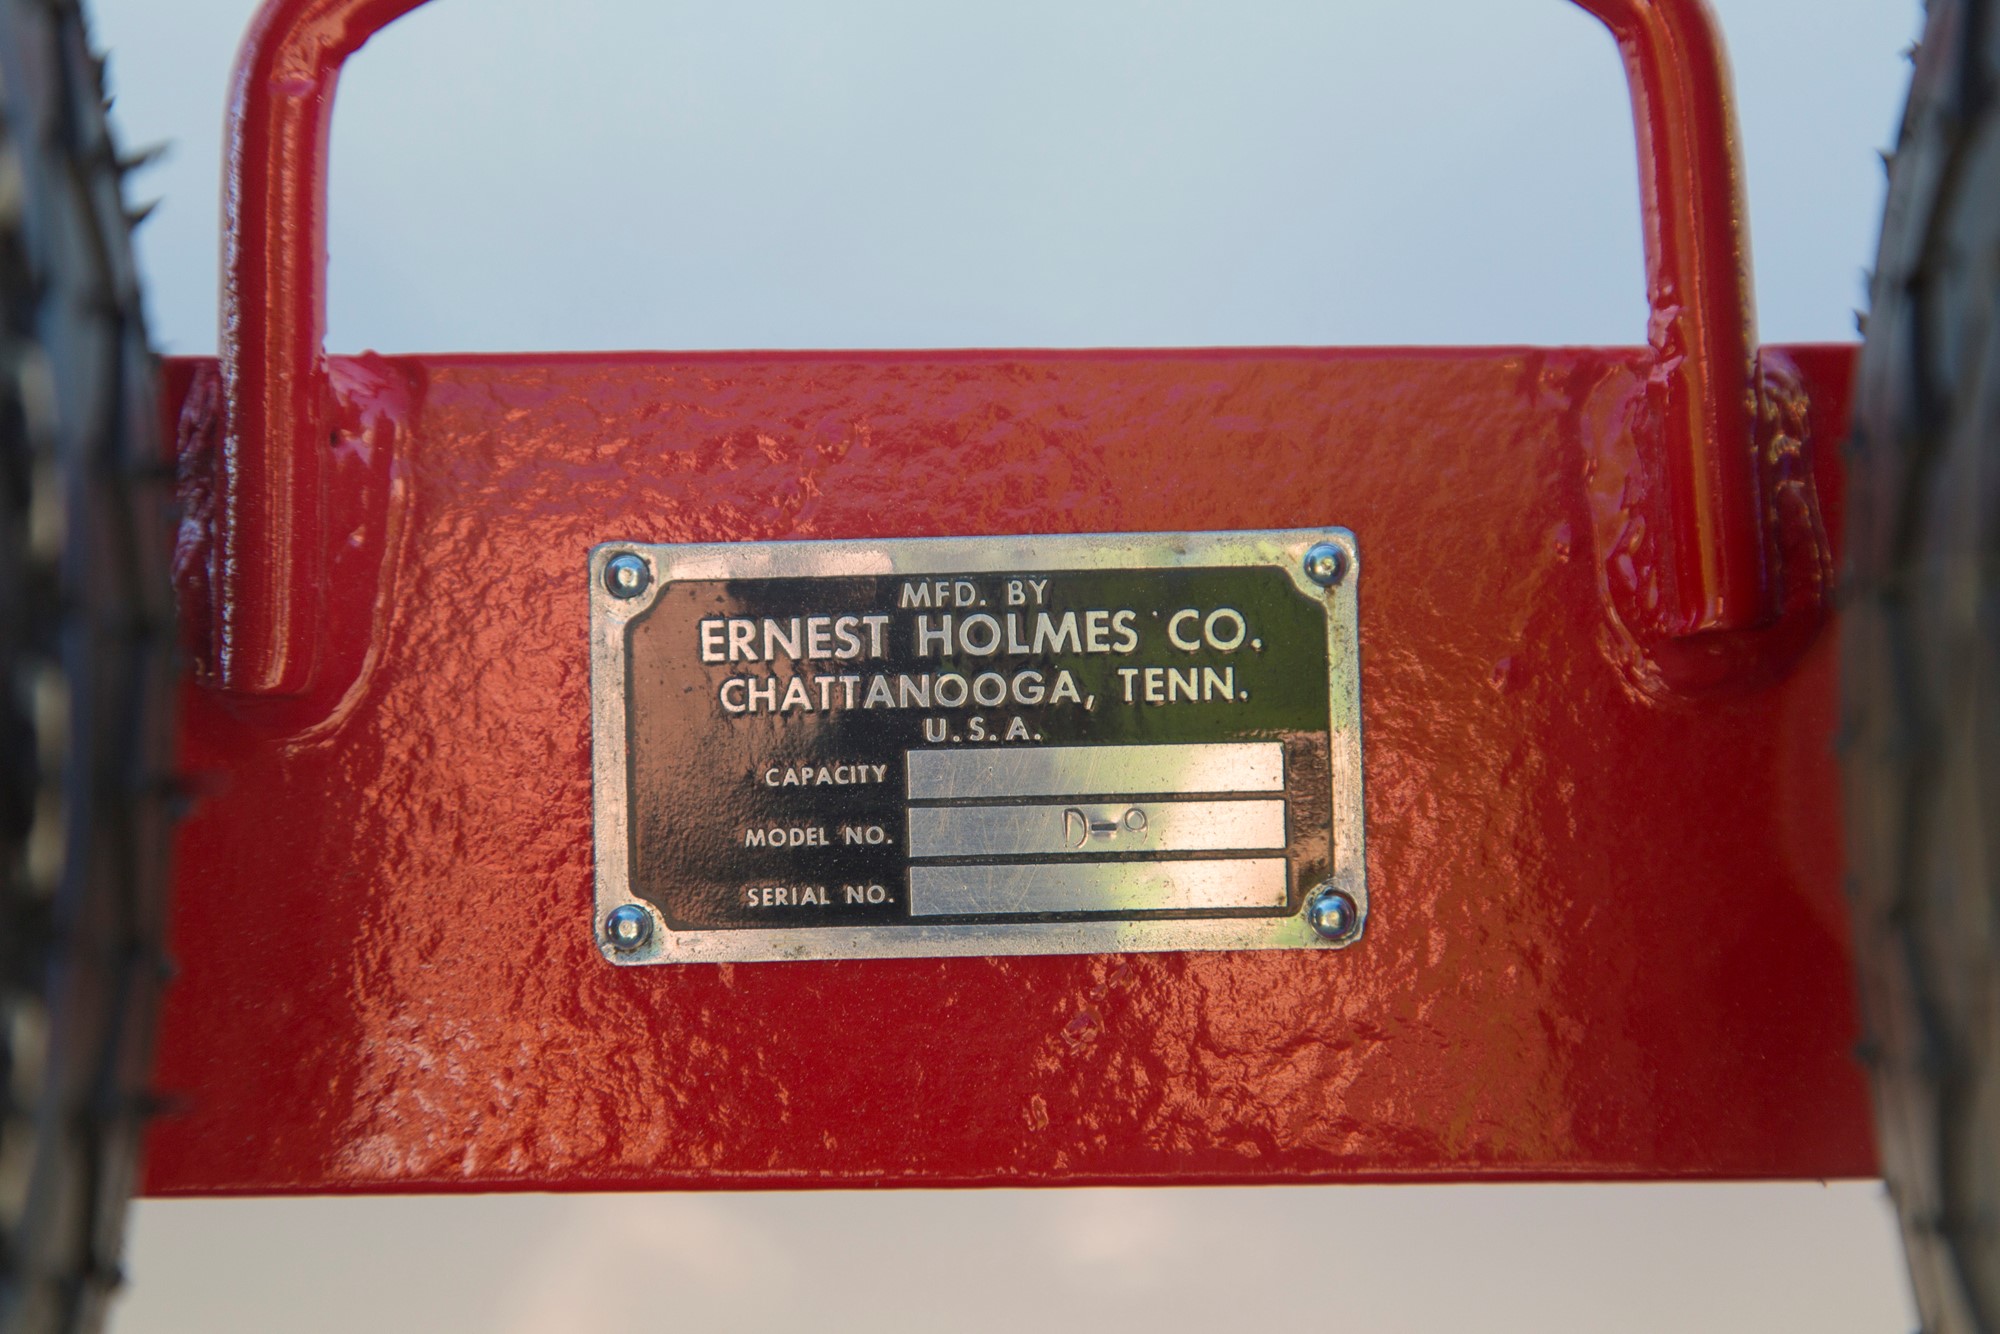 MFD. BY
ERNEST HOLMES CO.
CHATTANOOGA, TENN.
U.S.A.
CAPACITY
MODEL NO. D-9
SERIAL NO.